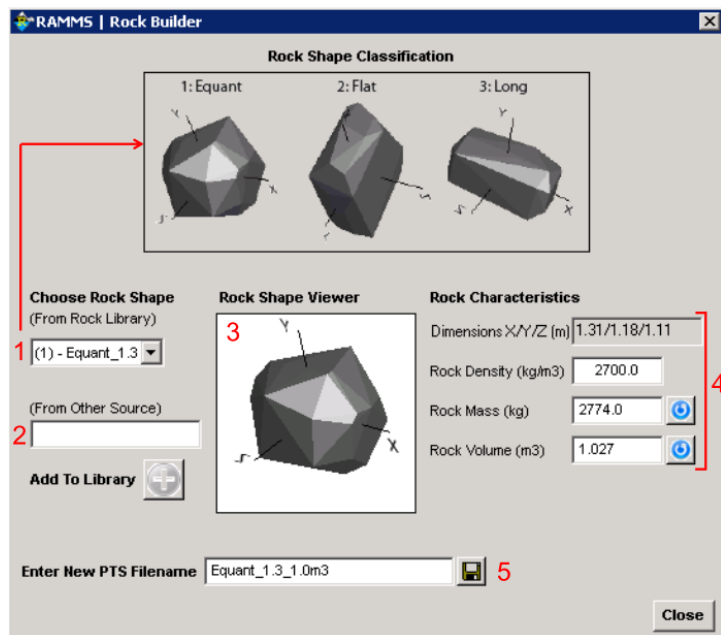 RAMMS | Rock Builder
Rock Shape Classification
1: Equant 2: Flat 3: Long
Y X S
Y S
Y X S
Choose Rock Shape
(From Rock Library)
1 (1) - Equant_1.3
(From Other Source)
2
Add To Library
Rock Shape Viewer
3
Y
X
Rock Characteristics
Dimensions X/Y/Z (m) 1.31/1.18/1.11
Rock Density (kg/m3) 2700.0
Rock Mass (kg) 2774.0
Rock Volume (m3) 1.027
4
Enter New PTS Filename Equant_1.3_1.0m3 5
Close